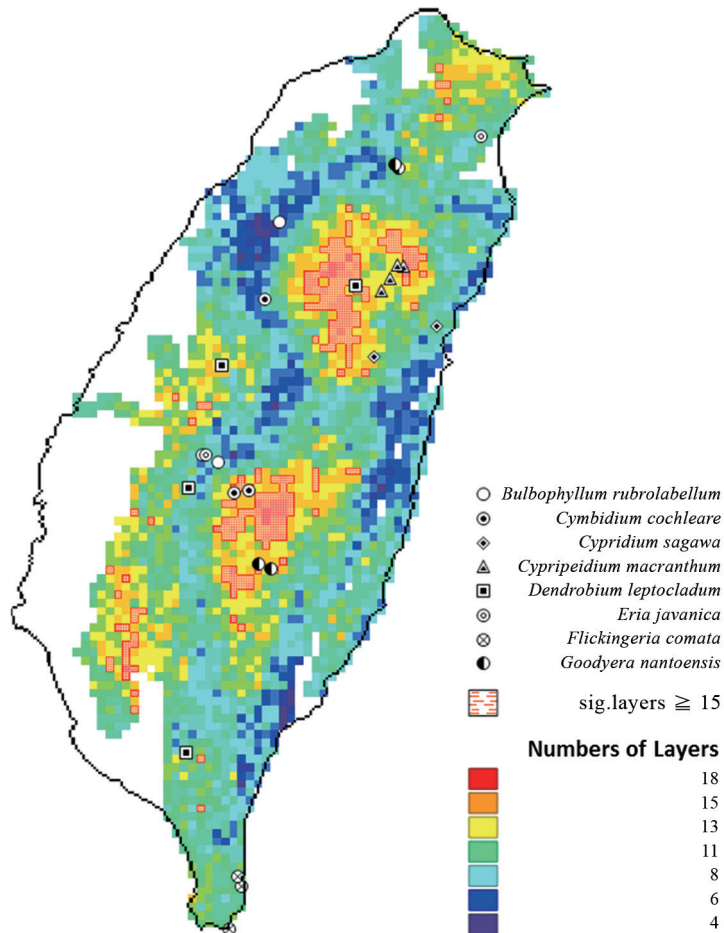 Bulbophyllum rubrolabellum
Cymbidium cochleare
Cypridium sagawa
Cypripeidium macranthum
Dendrobium leptocladum
Eria javanica
Flickingeria comata
Goodyera nantoensis
sig.layers ≧ 15
Numbers of Layers
18
15
13
11
8
6
4